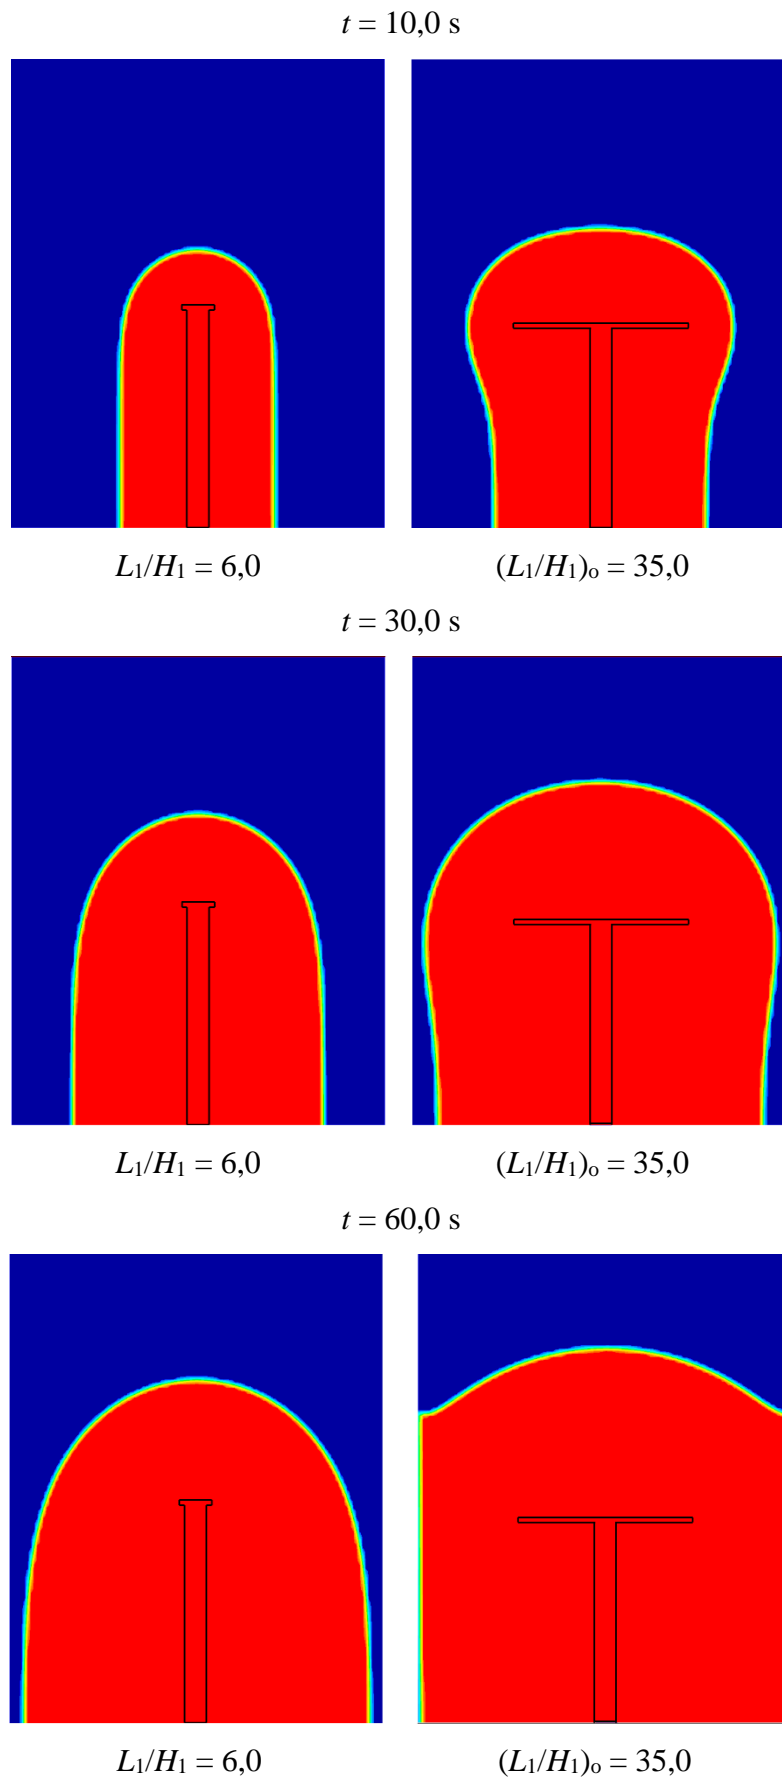 t = 10,0 s
L₁/H₁ = 6,0 (L₁/H₁)ₒ = 35,0
t = 30,0 s
L₁/H₁ = 6,0 (L₁/H₁)ₒ = 35,0
t = 60,0 s
L₁/H₁ = 6,0 (L₁/H₁)ₒ = 35,0